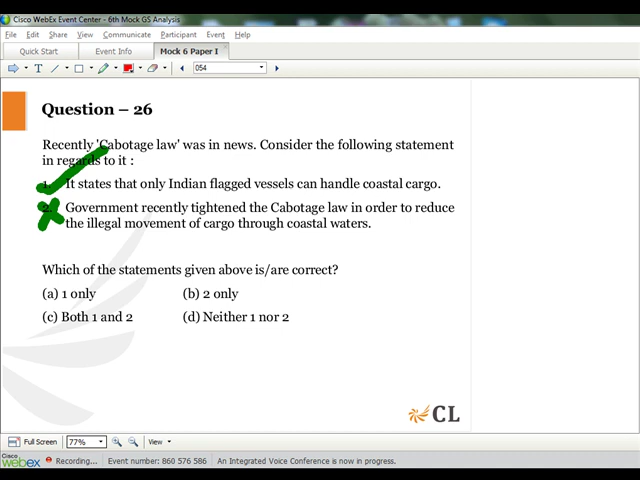 Cisco WebEx Event Center - 6th Mock GS Analysis
File Edit Share View Communicate Participant Event Help
Quick Start Event Info Mock 6 Paper I
T 054
Question – 26
Recently 'Cabotage law' was in news. Consider the following statement
in regards to it :
1. It states that only Indian flagged vessels can handle coastal cargo.
2. Government recently tightened the Cabotage law in order to reduce
the illegal movement of cargo through coastal waters.
Which of the statements given above is/are correct?
(a) 1 only (b) 2 only
(c) Both 1 and 2 (d) Neither 1 nor 2
CL
Full Screen 77% View
Cisco
webex Recording... Event number: 860 576 586 An Integrated Voice Conference is now in progress.